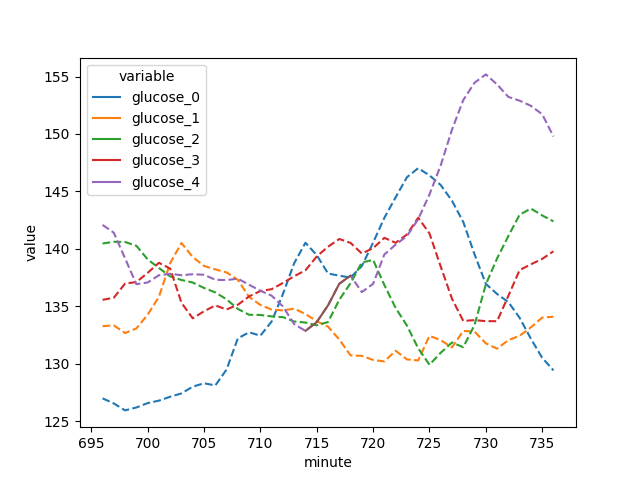 variable
glucose_0
glucose_1
glucose_2
glucose_3
glucose_4
value
155
150
145
140
135
130
125
695 700 705 710 715 720 725 730 735
minute